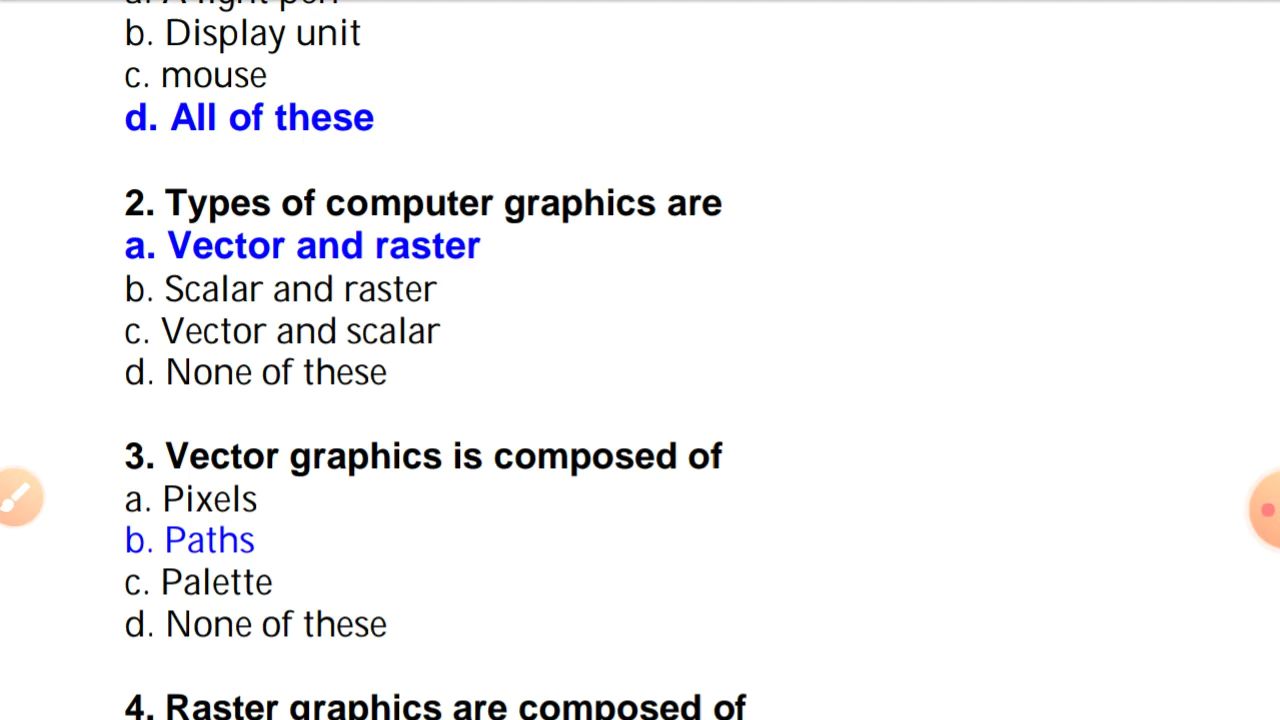 b. Display unit
c. mouse
d. All of these
2. Types of computer graphics are
a. Vector and raster
b. Scalar and raster
c. Vector and scalar
d. None of these
3. Vector graphics is composed of
a. Pixels
b. Paths
c. Palette
d. None of these
4. Raster graphics are composed of